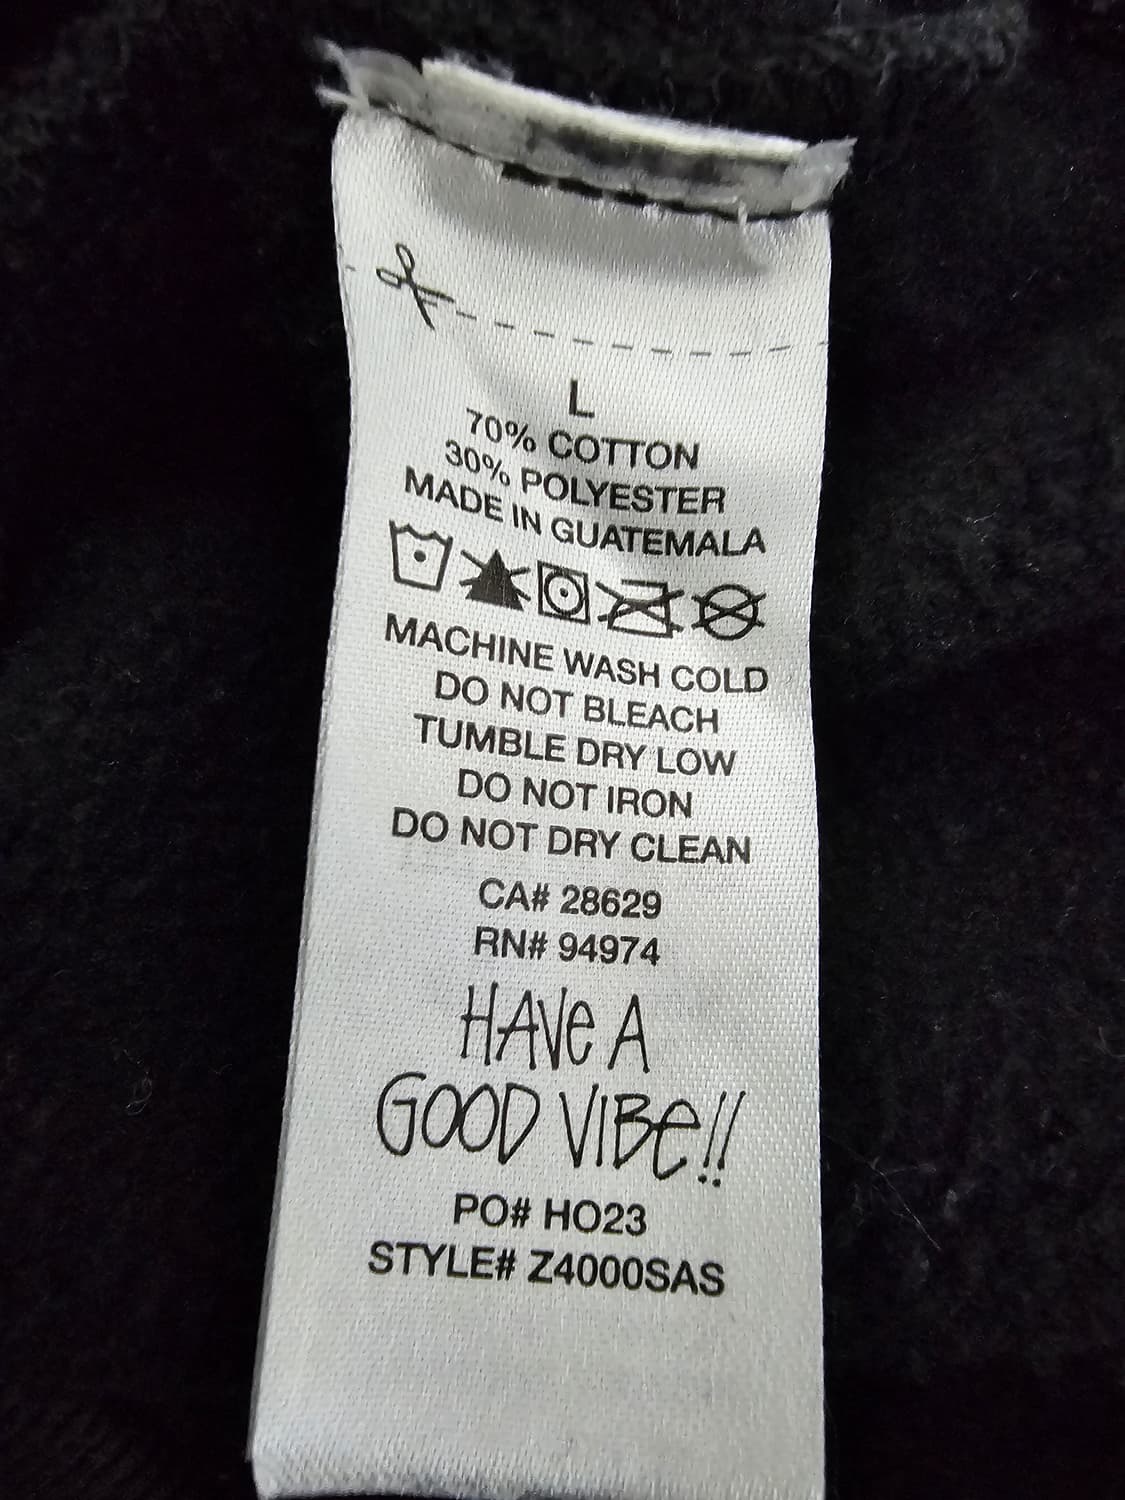 L
70% COTTON
30% POLYESTER
MADE IN GUATEMALA
MACHINE WASH COLD
DO NOT BLEACH
TUMBLE DRY LOW
DO NOT IRON
DO NOT DRY CLEAN
CA# 28629
RN# 94974
HAVe A
GOOD VIBe!!
PO# HO23
STYLE# Z4000SAS